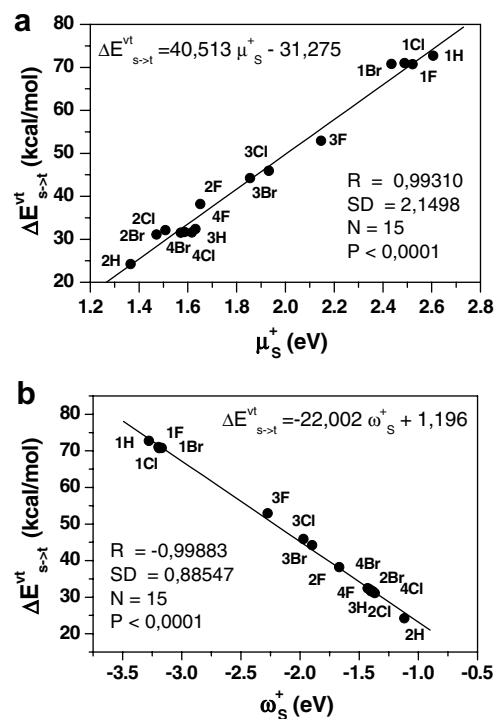 a
ΔE^vt_s->t = 40,513 μ^+_S - 31,275
ΔE^vt_s->t (kcal/mol)
80
70
60
50
40
30
20
1Cl
1Br
1H
1F
3Cl
3F
2F
3Br
2Cl
4F
2Br
3H
4Br
4Cl
2H
R = 0,99310
SD = 2,1498
N = 15
P < 0,0001
1.2 1.4 1.6 1.8 2.0 2.2 2.4 2.6 2.8
μ^+_S (eV)
b
ΔE^vt_s->t =-22,002 ω^+_S + 1,196
ΔE^vt_s->t (kcal/mol)
80
70
60
50
40
30
20
1F
1H
1Br
1Cl
3F
3Cl
3Br
4Br
2F
2Br
4F
4Cl
3H
2Cl
2H
R = -0,99883
SD = 0,88547
N = 15
P < 0,0001
-3.5 -3.0 -2.5 -2.0 -1.5 -1.0 -0.5
ω^+_S (eV)